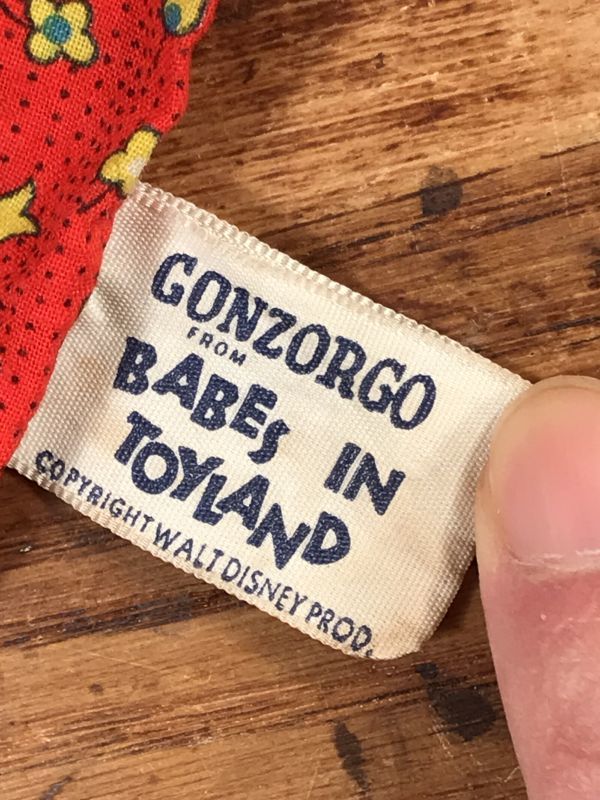 GONZORGO
FROM
BABES IN
TOYLAND
COPYRIGHT WALT DISNEY PROD.